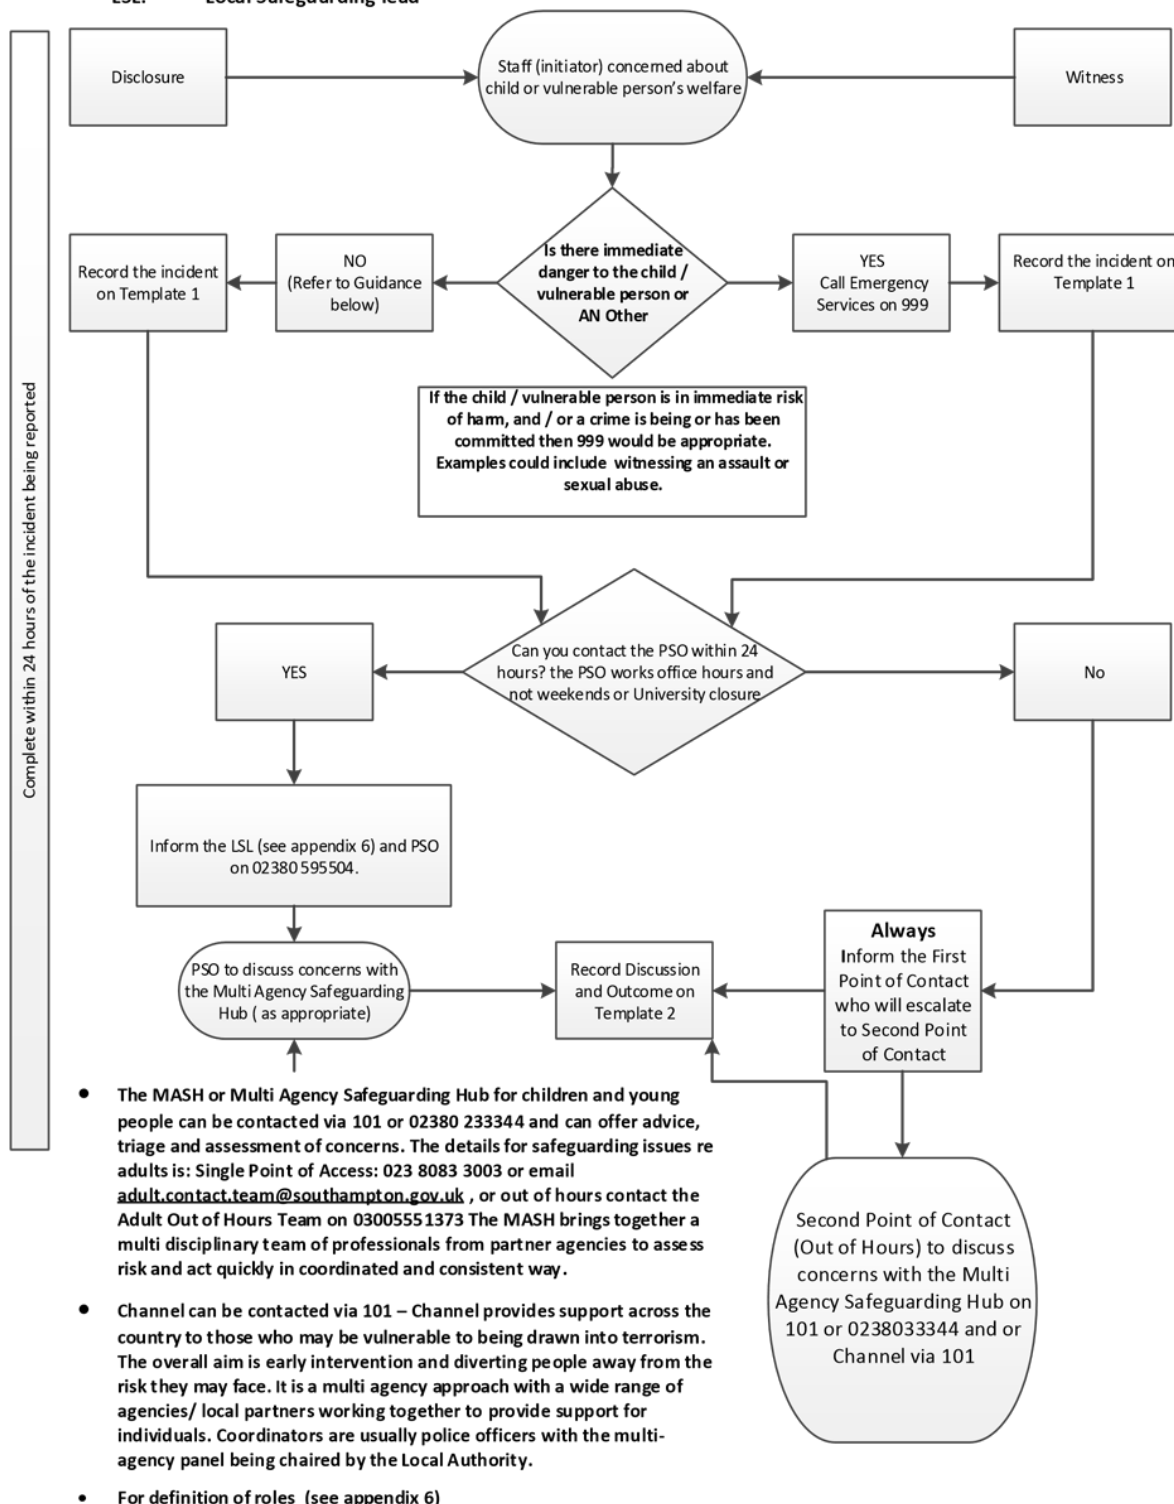 LSL: Local Safeguarding lead
Disclosure
Staff (initiator) concerned about
child or vulnerable person's welfare
Witness
Complete within 24 hours of the incident being reported
Record the incident
on Template 1
NO
(Refer to Guidance
below)
Is there immediate
danger to the child /
vulnerable person or
AN Other
YES
Call Emergency
Services on 999
Record the incident on
Template 1
If the child / vulnerable person is in immediate risk
of harm, and / or a crime is being or has been
committed then 999 would be appropriate.
Examples could include witnessing an assault or
sexual abuse.
YES
Can you contact the PSO within 24
hours? the PSO works office hours and
not weekends or University closure
No
Inform the LSL (see appendix 6) and PSO
on 02380 595504.
PSO to discuss concerns with
the Multi Agency Safeguarding
Hub ( as appropriate)
Record Discussion
and Outcome on
Template 2
Always
Inform the First
Point of Contact
who will escalate
to Second Point
of Contact
• The MASH or Multi Agency Safeguarding Hub for children and young
people can be contacted via 101 or 02380 233344 and can offer advice,
triage and assessment of concerns. The details for safeguarding issues re
adults is: Single Point of Access: 023 8083 3003 or email
adult.contact.team@southampton.gov.uk , or out of hours contact the
Adult Out of Hours Team on 03005551373 The MASH brings together a
multi disciplinary team of professionals from partner agencies to assess
risk and act quickly in coordinated and consistent way.
• Channel can be contacted via 101 – Channel provides support across the
country to those who may be vulnerable to being drawn into terrorism.
The overall aim is early intervention and diverting people away from the
risk they may face. It is a multi agency approach with a wide range of
agencies/ local partners working together to provide support for
individuals. Coordinators are usually police officers with the multi-
agency panel being chaired by the Local Authority.
• For definition of roles (see appendix 6)
Second Point of Contact
(Out of Hours) to discuss
concerns with the Multi
Agency Safeguarding Hub on
101 or 0238033344 and or
Channel via 101